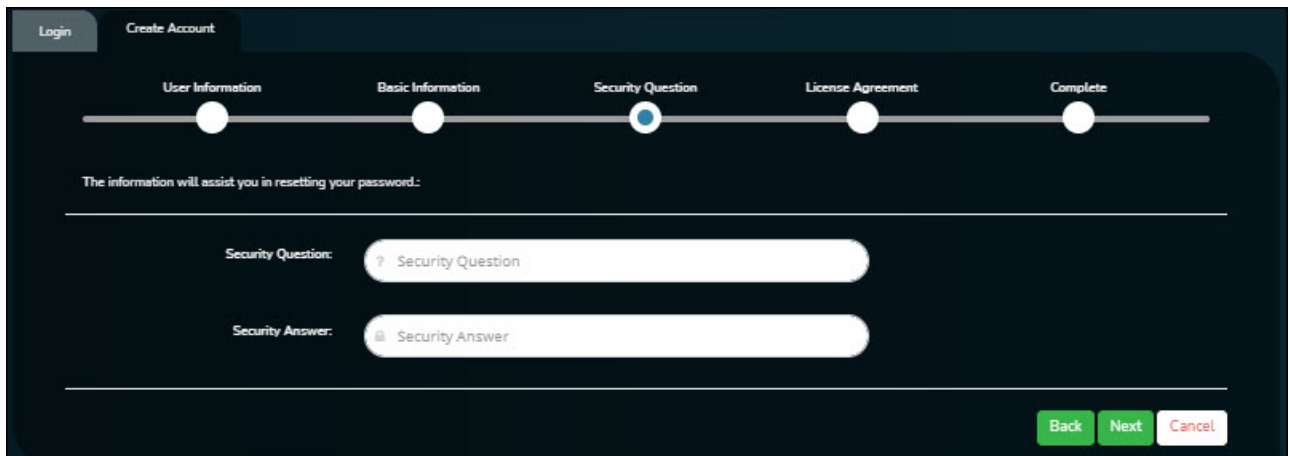 Login Create Account
User Information Basic Information Security Question License Agreement Complete
The information will assist you in resetting your password.:
Security Question: ? Security Question
Security Answer: Security Answer
Back Next Cancel